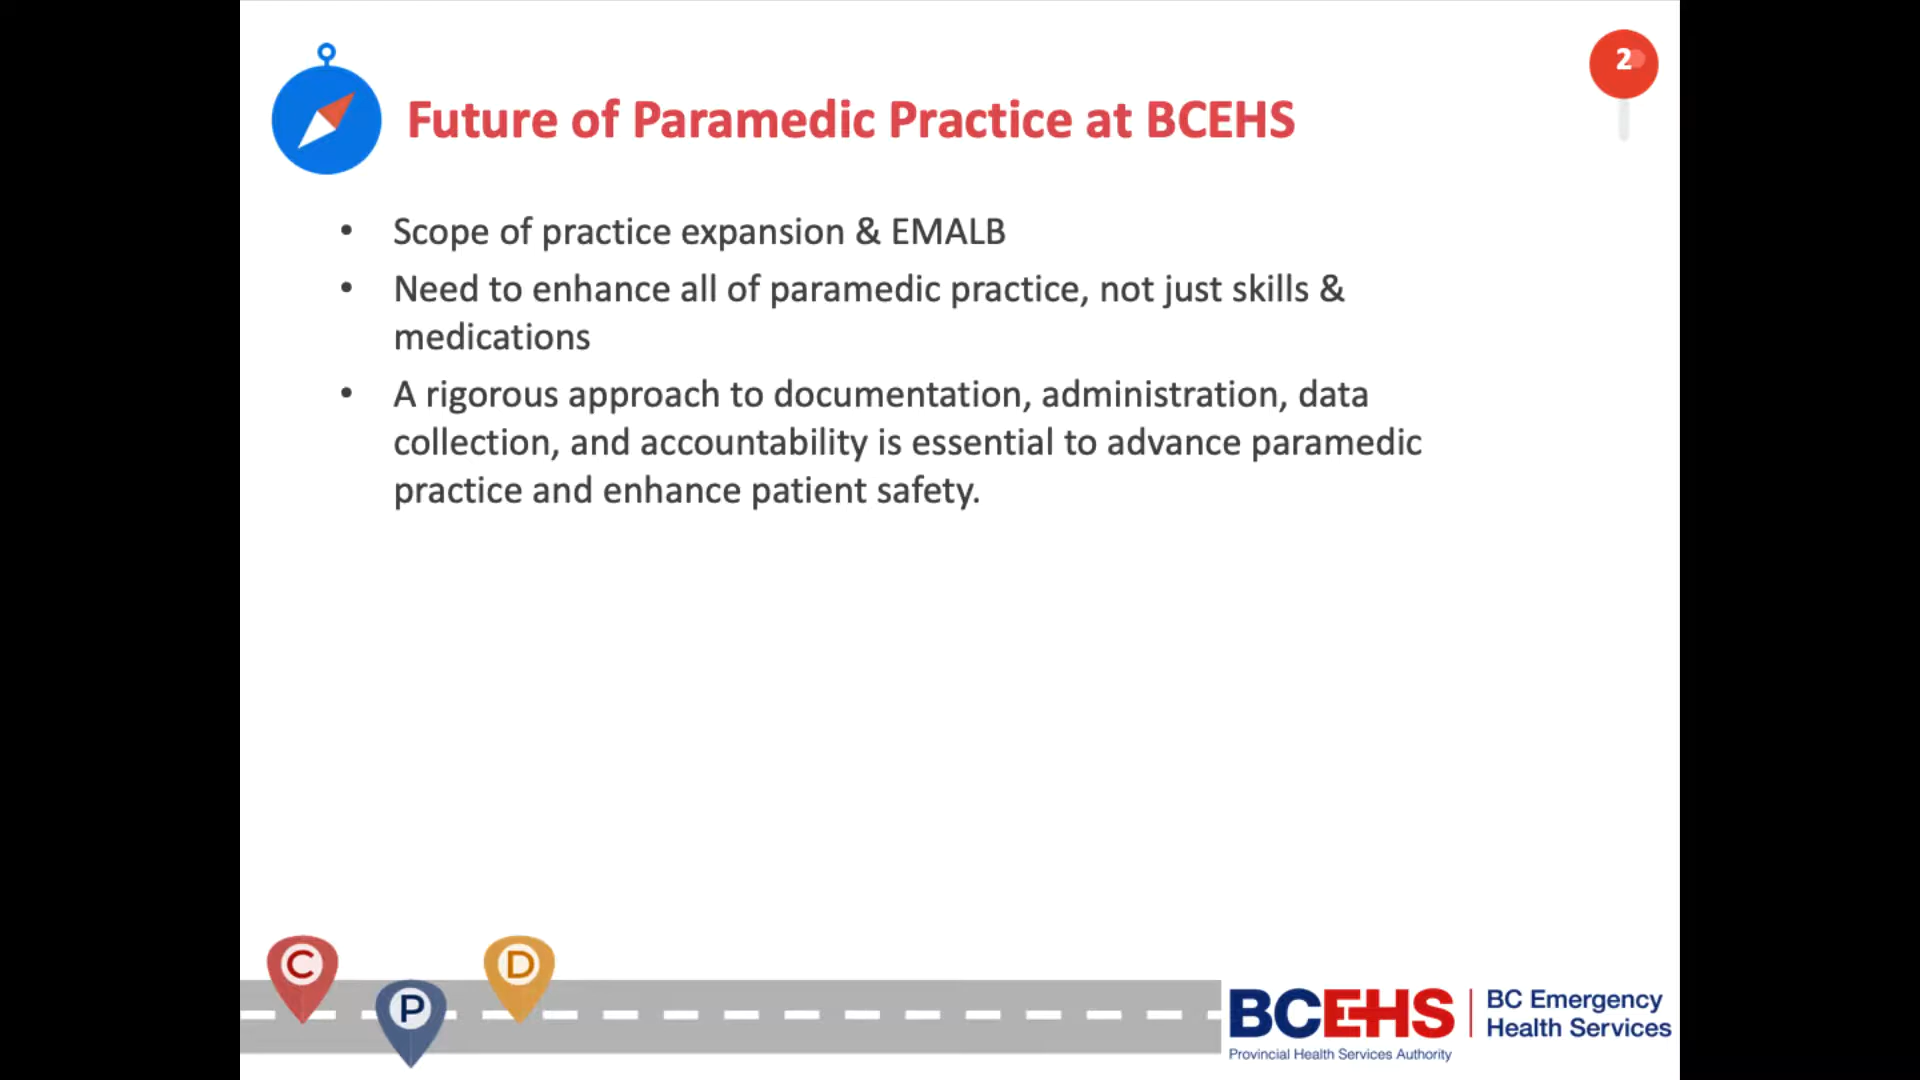 2
Future of Paramedic Practice at BCEHS
• Scope of practice expansion & EMALB
• Need to enhance all of paramedic practice, not just skills &
medications
• A rigorous approach to documentation, administration, data
collection, and accountability is essential to advance paramedic
practice and enhance patient safety.
C
P
D
BCEHS
Provincial Health Services Authority
BC Emergency
Health Services